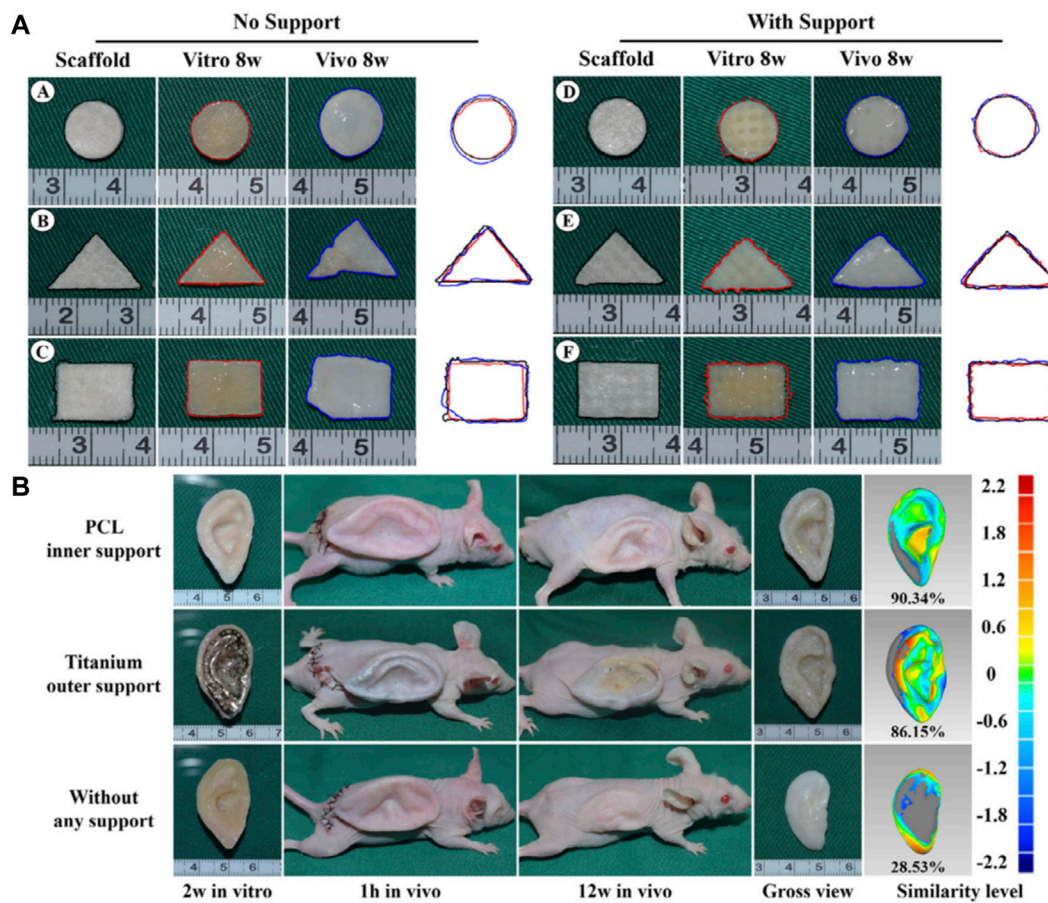 A
No Support
With Support
Scaffold Vitro 8w Vivo 8w
Scaffold Vitro 8w Vivo 8w
A
3 4
4 5
4 5
D
3 4
4 3 4
4 5
B
2 3
4 5
4 5
E
3 4
3 4
4 5
C
3 4
4 5
4 5
F
3 4
4 5
4 5
B
PCL
inner support
4 5 6
3 4 5 6
90.34%
Titanium
outer support
4 5 6 7
3 4 5 6
86.15%
Without
any support
4 5 6
3 4 5 6
28.53%
2.2
1.8
1.2
0.6
0
-0.6
-1.2
-1.8
-2.2
2w in vitro 1h in vivo 12w in vivo Gross view Similarity level